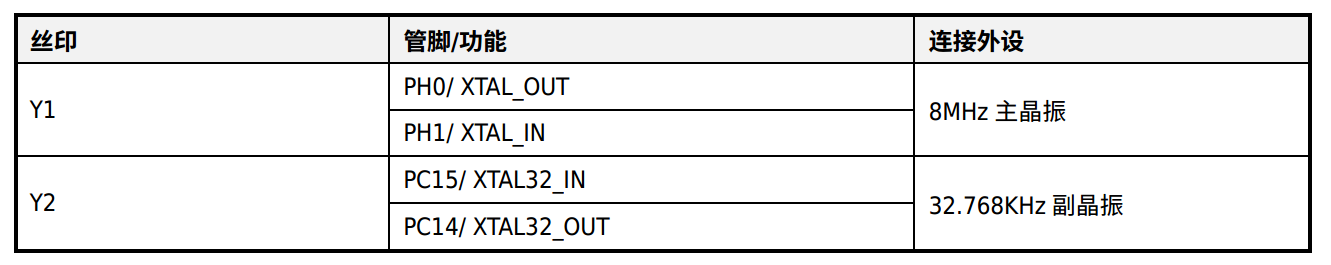 丝印 管脚/功能 连接外设
Y1 PH0/ XTAL_OUT 8MHz 主晶振
PH1/ XTAL_IN
Y2 PC15/ XTAL32_IN 32.768KHz 副晶振
PC14/ XTAL32_OUT